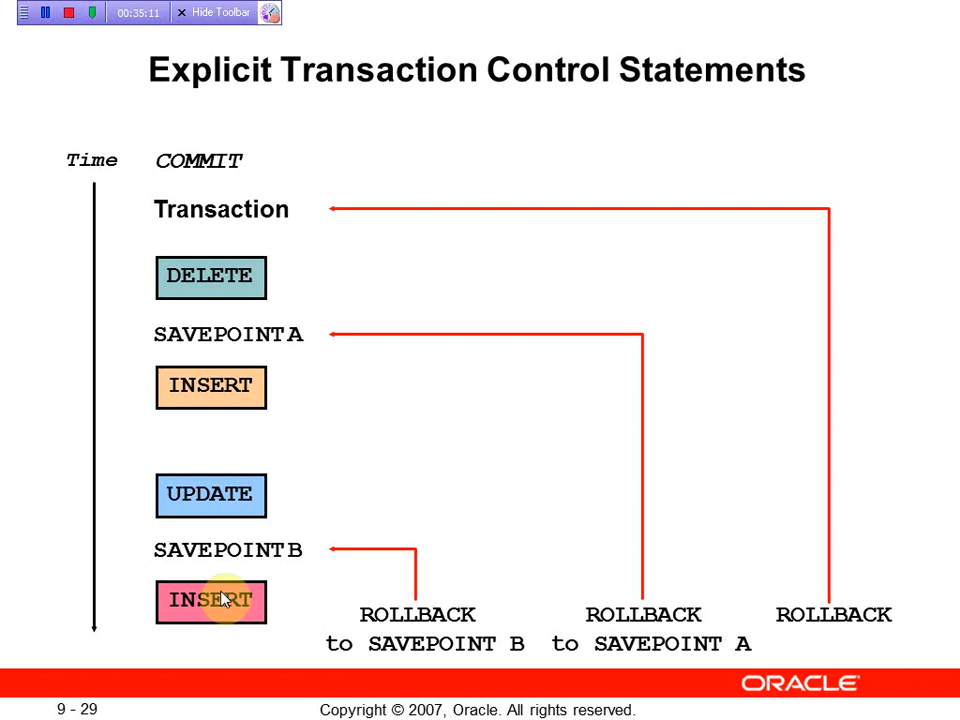 00:35:11 Hide Toolbar
Explicit Transaction Control Statements
Time COMMIT
Transaction
DELETE
SAVEPOINT A
INSERT
UPDATE
SAVEPOINT B
INSERT
ROLLBACK ROLLBACK ROLLBACK
to SAVEPOINT B to SAVEPOINT A
ORACLE
9 - 29 Copyright © 2007, Oracle. All rights reserved.